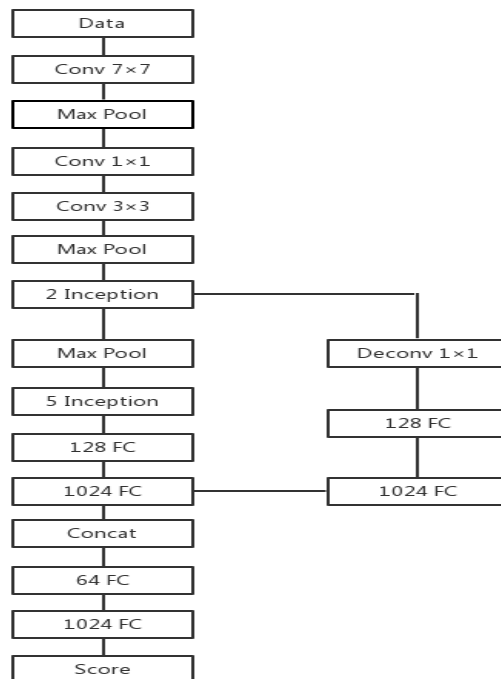 Data
Conv 7×7
Max Pool
Conv 1×1
Conv 3×3
Max Pool
2 Inception
Max Pool
5 Inception
128 FC
1024 FC
Concat
64 FC
1024 FC
Score
Deconv 1×1
128 FC
1024 FC